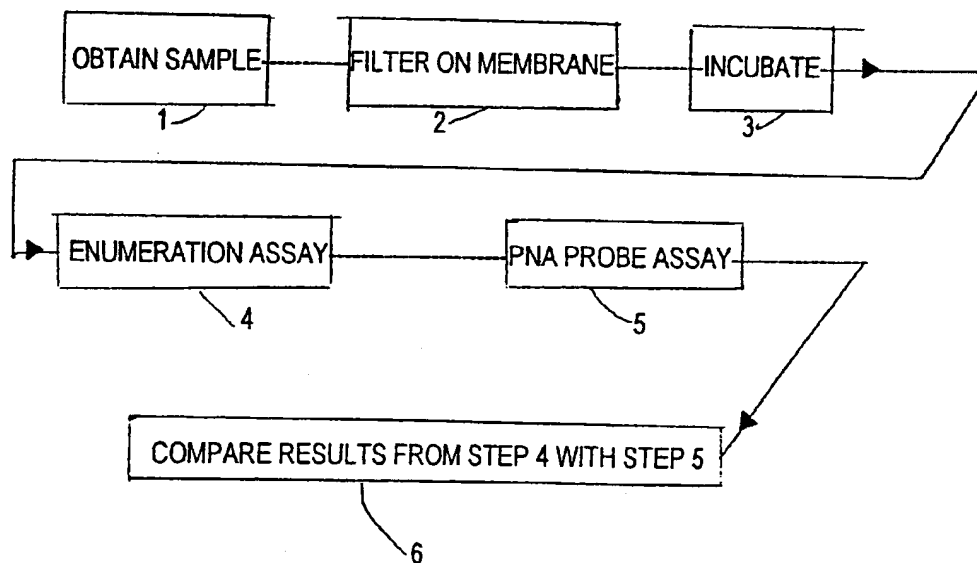 OBTAIN SAMPLE
FILTER ON MEMBRANE
INCUBATE
1
2
3
ENUMERATION ASSAY
PNA PROBE ASSAY
4
5
COMPARE RESULTS FROM STEP 4 WITH STEP 5
6